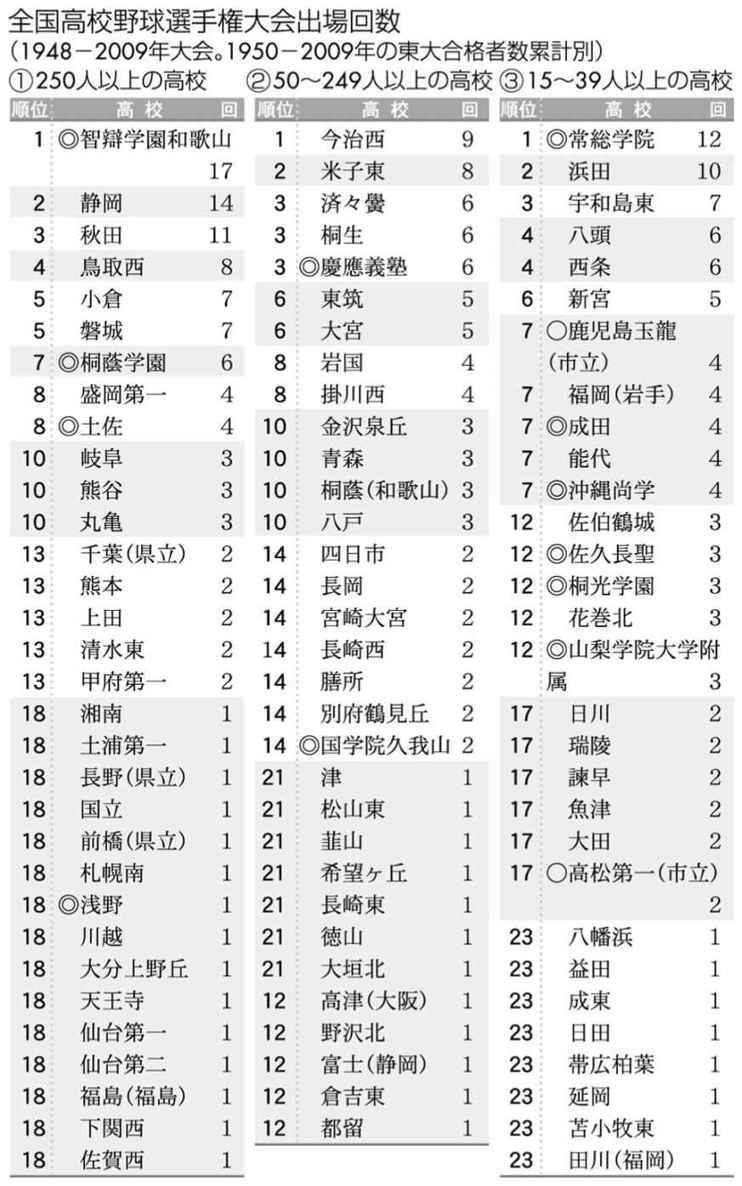 全国高校野球選手権大会出場回数
（1948－2009年大会。1950－2009年の東大合格者数累計別）
①250人以上の高校
順位 高校 回
1 ◎智辯学園和歌山
17
2 静岡 14
3 秋田 11
4 鳥取西 8
5 小倉 7
5 磐城 7
7 ◎桐蔭学園 6
8 盛岡第一 4
8 ◎土佐 4
10 岐阜 3
10 熊谷 3
10 丸亀 3
13 千葉（県立） 2
13 熊本 2
13 上田 2
13 清水東 2
13 甲府第一 2
18 湘南 1
18 土浦第一 1
18 長野（県立） 1
18 国立 1
18 前橋（県立） 1
18 札幌南 1
18 ◎浅野 1
18 川越 1
18 大分上野丘 1
18 天王寺 1
18 仙台第一 1
18 仙台第二 1
18 福島（福島） 1
18 下関西 1
18 佐賀西 1
②50～249人以上の高校
順位 高校 回
1 今治西 9
2 米子東 8
3 済々黌 6
3 桐生 6
3 ◎慶應義塾 6
6 東筑 5
6 大宮 5
8 岩国 4
8 掛川西 4
10 金沢泉丘 3
10 青森 3
10 桐蔭（和歌山） 3
10 八戸 3
14 四日市 2
14 長岡 2
14 宮崎大宮 2
14 長崎西 2
14 膳所 2
14 別府鶴見丘 2
14 ◎国学院久我山 2
21 津 1
21 松山東 1
21 韮山 1
21 希望ヶ丘 1
21 長崎東 1
21 徳山 1
21 大垣北 1
12 高津（大阪） 1
12 野沢北 1
12 富士（静岡） 1
12 倉吉東 1
12 都留 1
③15～39人以上の高校
順位 高校 回
1 ◎常総学院 12
2 浜田 10
3 宇和島東 7
4 八頭 6
4 西条 6
6 新宮 5
7 ○鹿児島玉龍
（市立） 4
7 福岡（岩手） 4
7 ◎成田 4
7 能代 4
7 ◎沖縄尚学 4
12 佐伯鶴城 3
12 ◎佐久長聖 3
12 ◎桐光学園 3
12 花巻北 3
12 ◎山梨学院大学附
属 3
17 日川 2
17 瑞陵 2
17 諫早 2
17 魚津 2
17 大田 2
17 ○高松第一（市立）
2
23 八幡浜 1
23 益田 1
23 成東 1
23 日田 1
23 帯広柏葉 1
23 延岡 1
23 苫小牧東 1
23 田川（福岡） 1